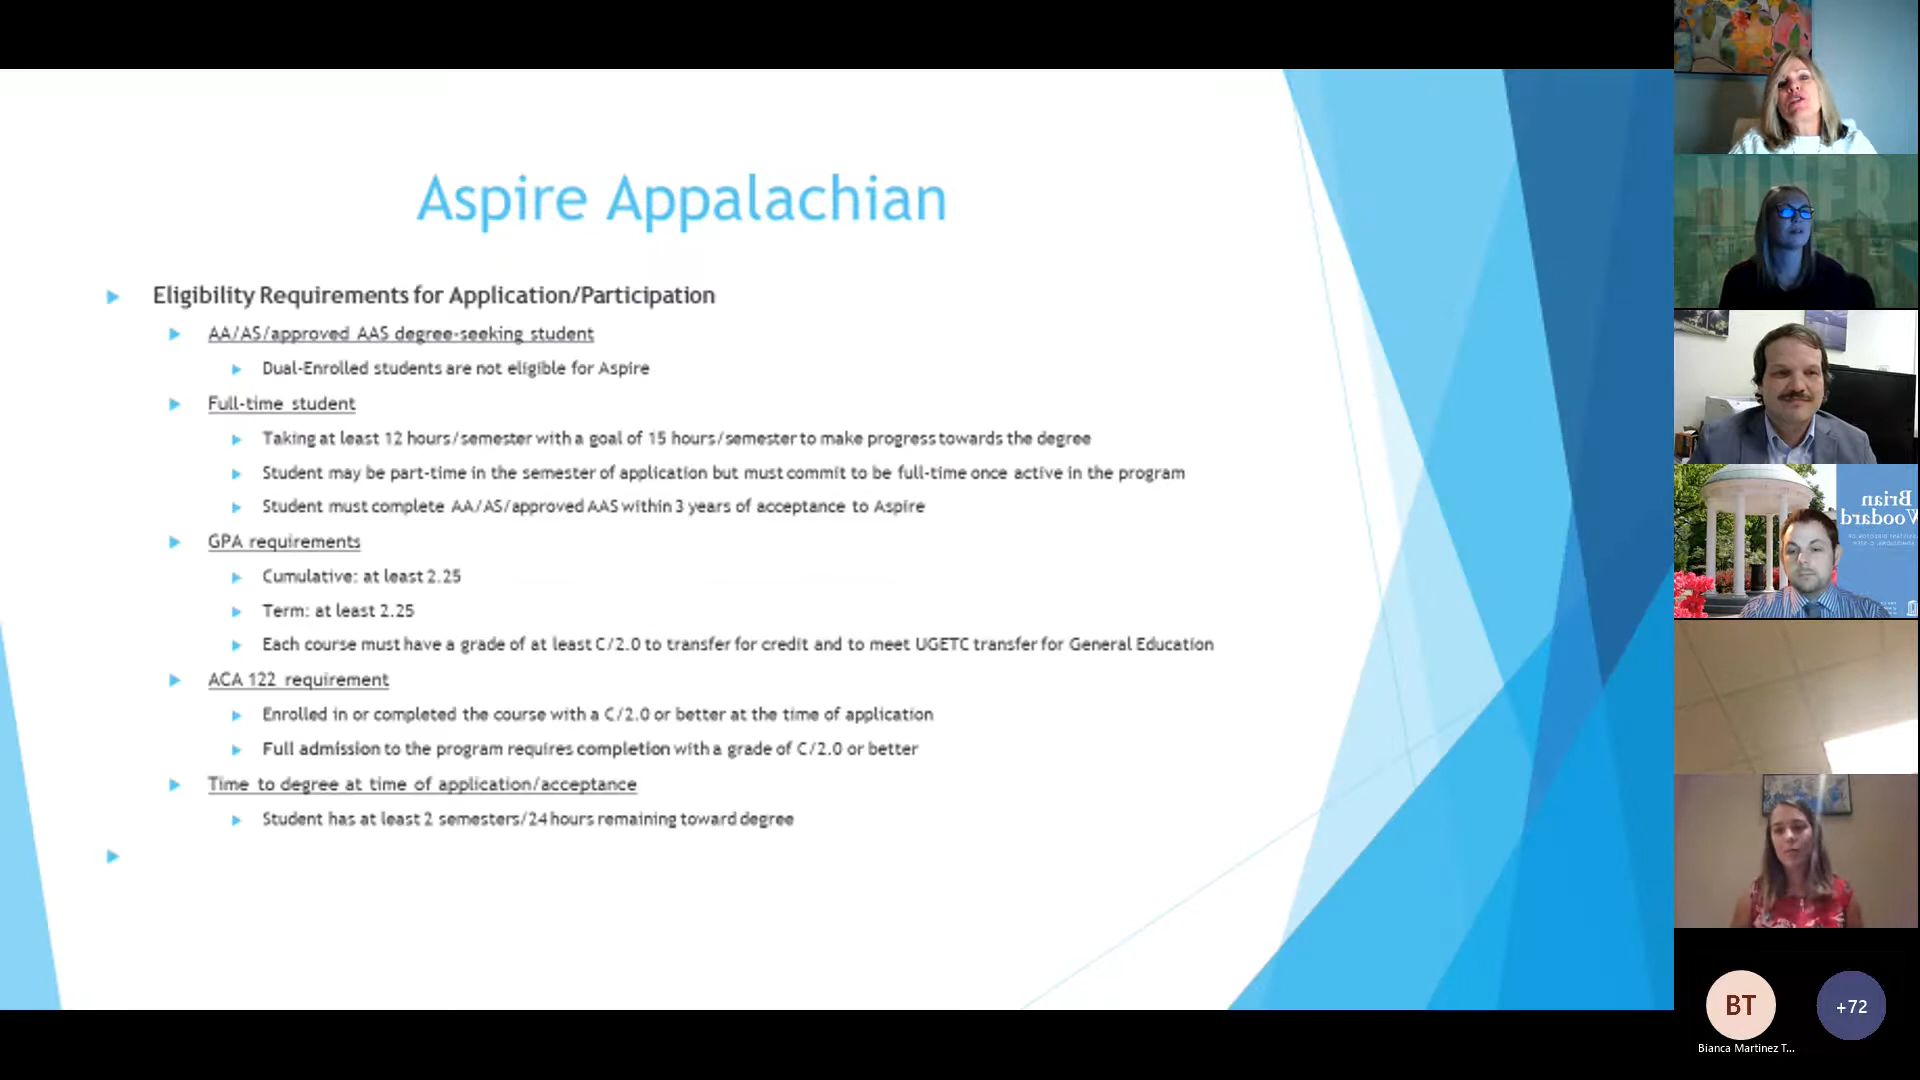 Aspire Appalachian
Eligibility Requirements for Application/Participation
AA/AS/approved AAS degree-seeking student
Dual-Enrolled students are not eligible for Aspire
Full-time student
Taking at least 12 hours/semester with a goal of 15 hours/semester to make progress towards the degree
Student may be part-time in the semester of application but must commit to be full-time once active in the program
Student must complete AA/AS/approved AAS within 3 years of acceptance to Aspire
GPA requirements
Cumulative: at least 2.25
Term: at least 2.25
Each course must have a grade of at least C/2.0 to transfer for credit and to meet UGETC transfer for General Education
ACA 122 requirement
Enrolled in or completed the course with a C/2.0 or better at the time of application
Full admission to the program requires completion with a grade of C/2.0 or better
Time to degree at time of application/acceptance
Student has at least 2 semesters/24 hours remaining toward degree
NINER
Brian
Woodard
BT
+72
Bianca Martinez T...